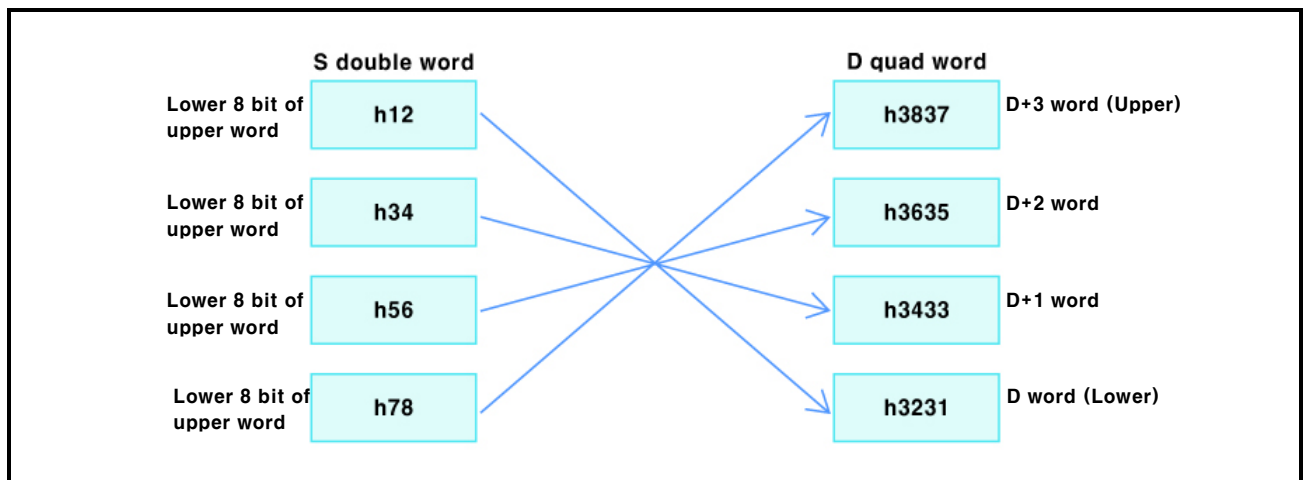 S double word
D quad word
Lower 8 bit of
upper word
h12
h3837
D+3 word (Upper)
Lower 8 bit of
upper word
h34
h3635
D+2 word
Lower 8 bit of
upper word
h56
h3433
D+1 word
Lower 8 bit of
upper word
h78
h3231
D word (Lower)